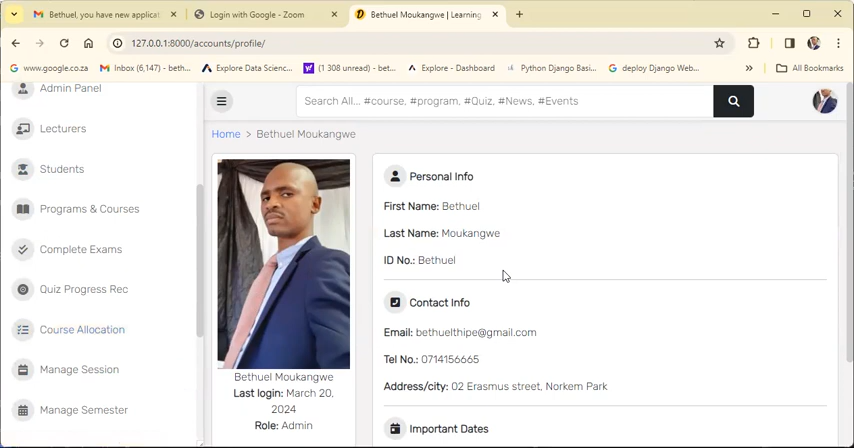 Bethuel, you have new applicat
Login with Google - Zoom
Bethuel Moukangwe | Learning
127.0.0.1:8000/accounts/profile/
www.google.co.za
Inbox (6,147) - beth...
Explore Data Scienc...
(1 308 unread) - bet...
Explore - Dashboard
Python Django Basi...
deploy Django Web...
All Bookmarks
Admin Panel
Lecturers
Students
Programs & Courses
Complete Exams
Quiz Progress Rec
Course Allocation
Manage Session
Manage Semester
Search All... #course, #program, #Quiz, #News, #Events
Home > Bethuel Moukangwe
Bethuel Moukangwe
Last login: March 20,
2024
Role: Admin
Personal Info
First Name: Bethuel
Last Name: Moukangwe
ID No.: Bethuel
Contact Info
Email: bethuelthipe@gmail.com
Tel No.: 0714156665
Address/city: 02 Erasmus street, Norkem Park
Important Dates